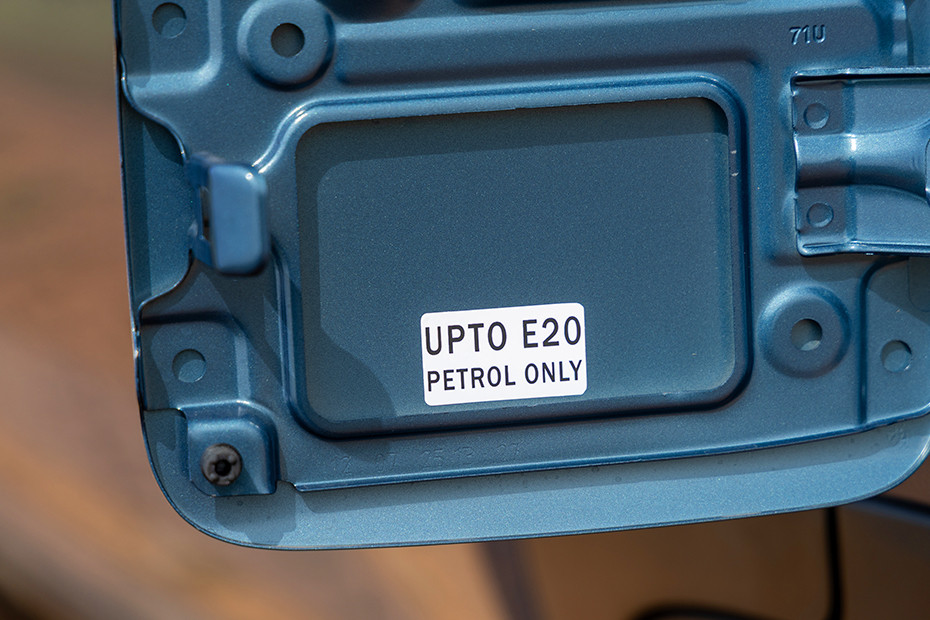 71U
UPTO E20
PETROL ONLY